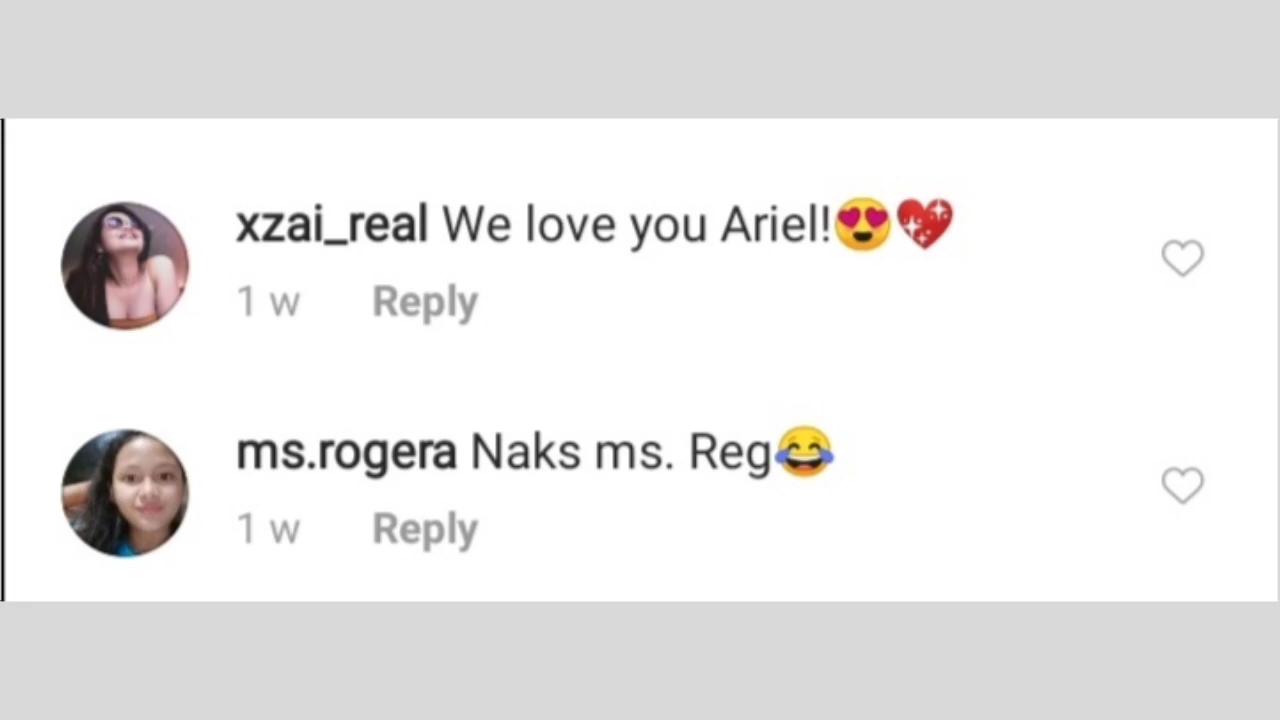 xzai_real We love you Ariel!😍💖
1 w Reply
ms.rogera Naks ms. Reg😂
1 w Reply